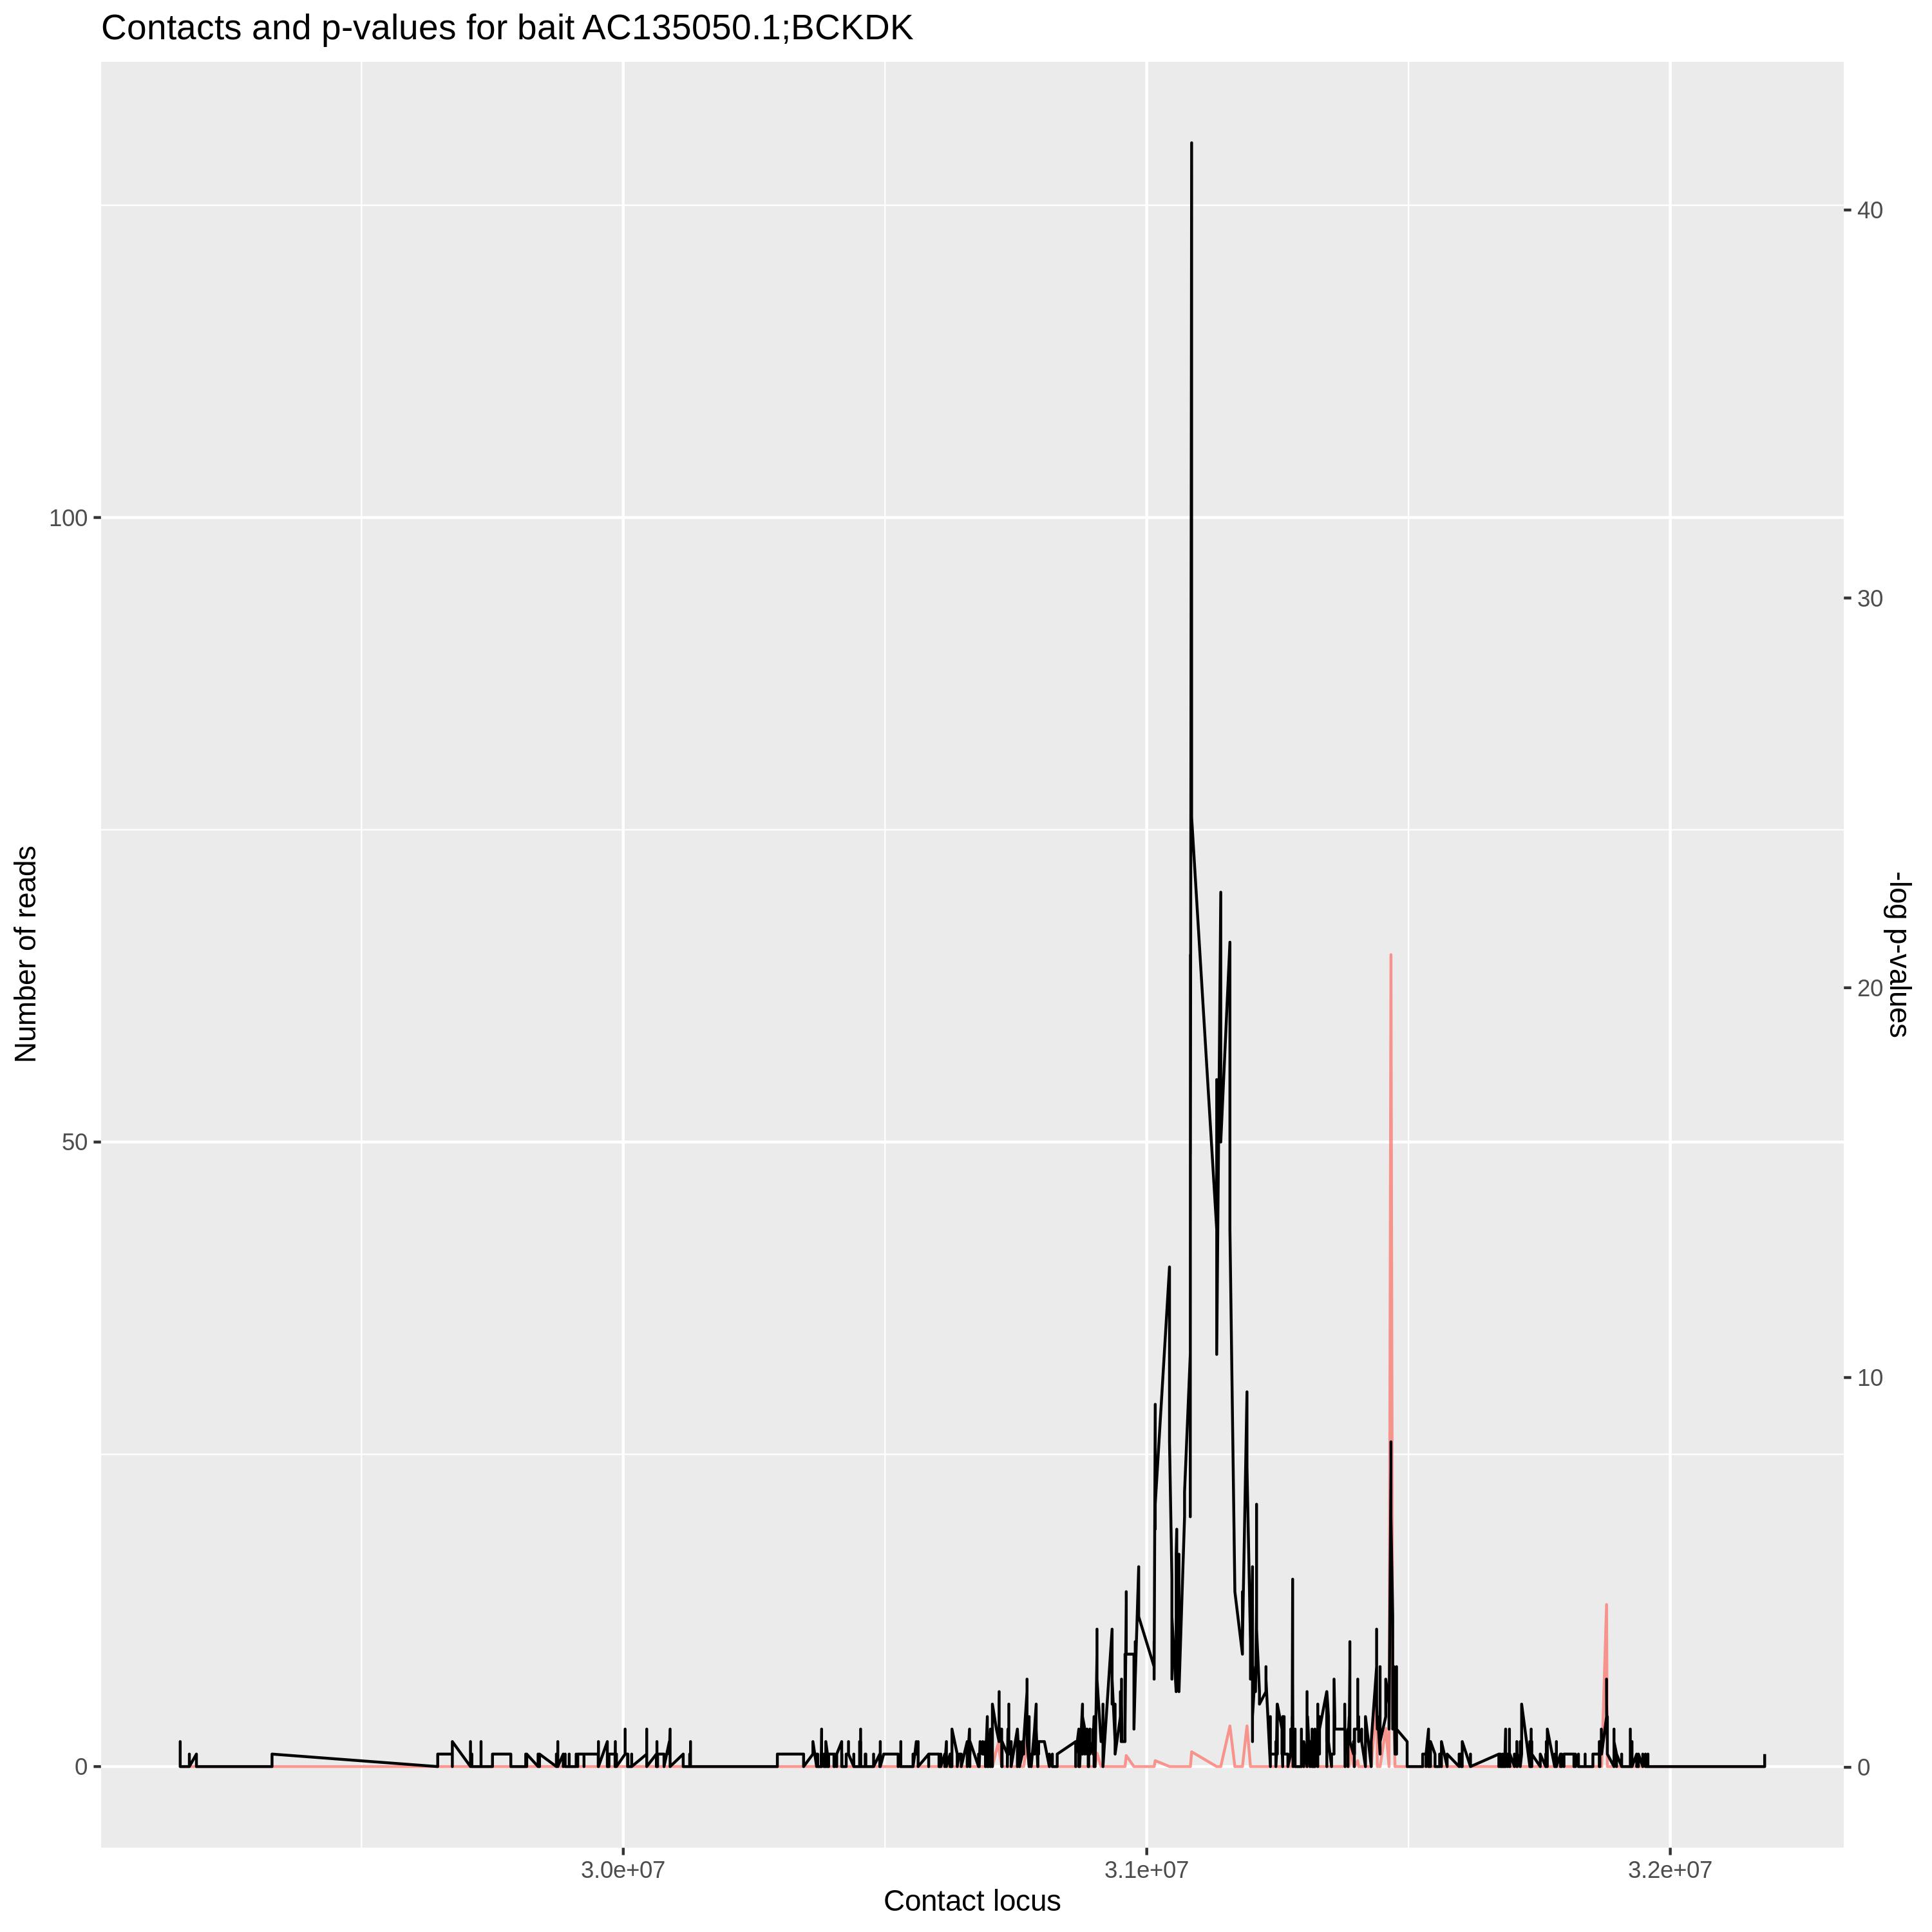 Contacts and p-values for bait AC135050.1;BCKDK
Number of reads
100
50
0
40
30
20
10
0
-log p-values
3.0e+07
3.1e+07
3.2e+07
Contact locus